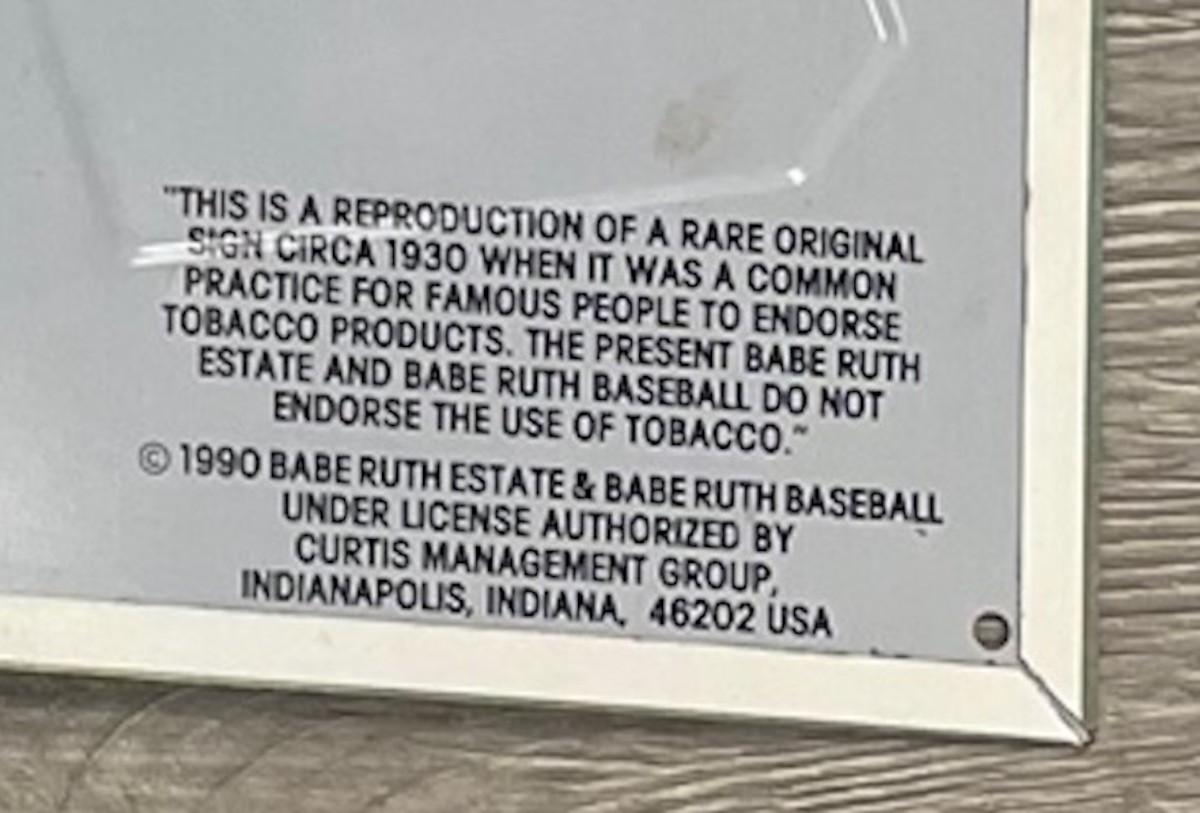 "THIS IS A REPRODUCTION OF A RARE ORIGINAL
SIGN CIRCA 1930 WHEN IT WAS A COMMON
PRACTICE FOR FAMOUS PEOPLE TO ENDORSE
TOBACCO PRODUCTS. THE PRESENT BABE RUTH
ESTATE AND BABE RUTH BASEBALL DO NOT
ENDORSE THE USE OF TOBACCO."
© 1990 BABE RUTH ESTATE & BABE RUTH BASEBALL
UNDER LICENSE AUTHORIZED BY
CURTIS MANAGEMENT GROUP,
INDIANAPOLIS, INDIANA, 46202 USA